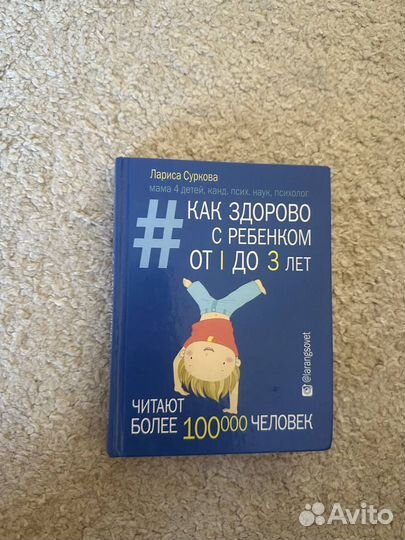 Лариса Суркова
мама 4 детей, канд. псих. наук, психолог
# КАК ЗДОРОВО
С РЕБЕНКОМ
ОТ 1 ДО 3 ЛЕТ
@larangsovet
ЧИТАЮТ
БОЛЕЕ 100000 ЧЕЛОВЕК
Avito